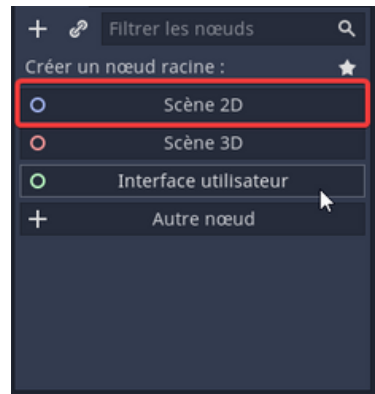 Filtrer les nœuds
Créer un nœud racine :
Scène 2D
Scène 3D
Interface utilisateur
Autre nœud